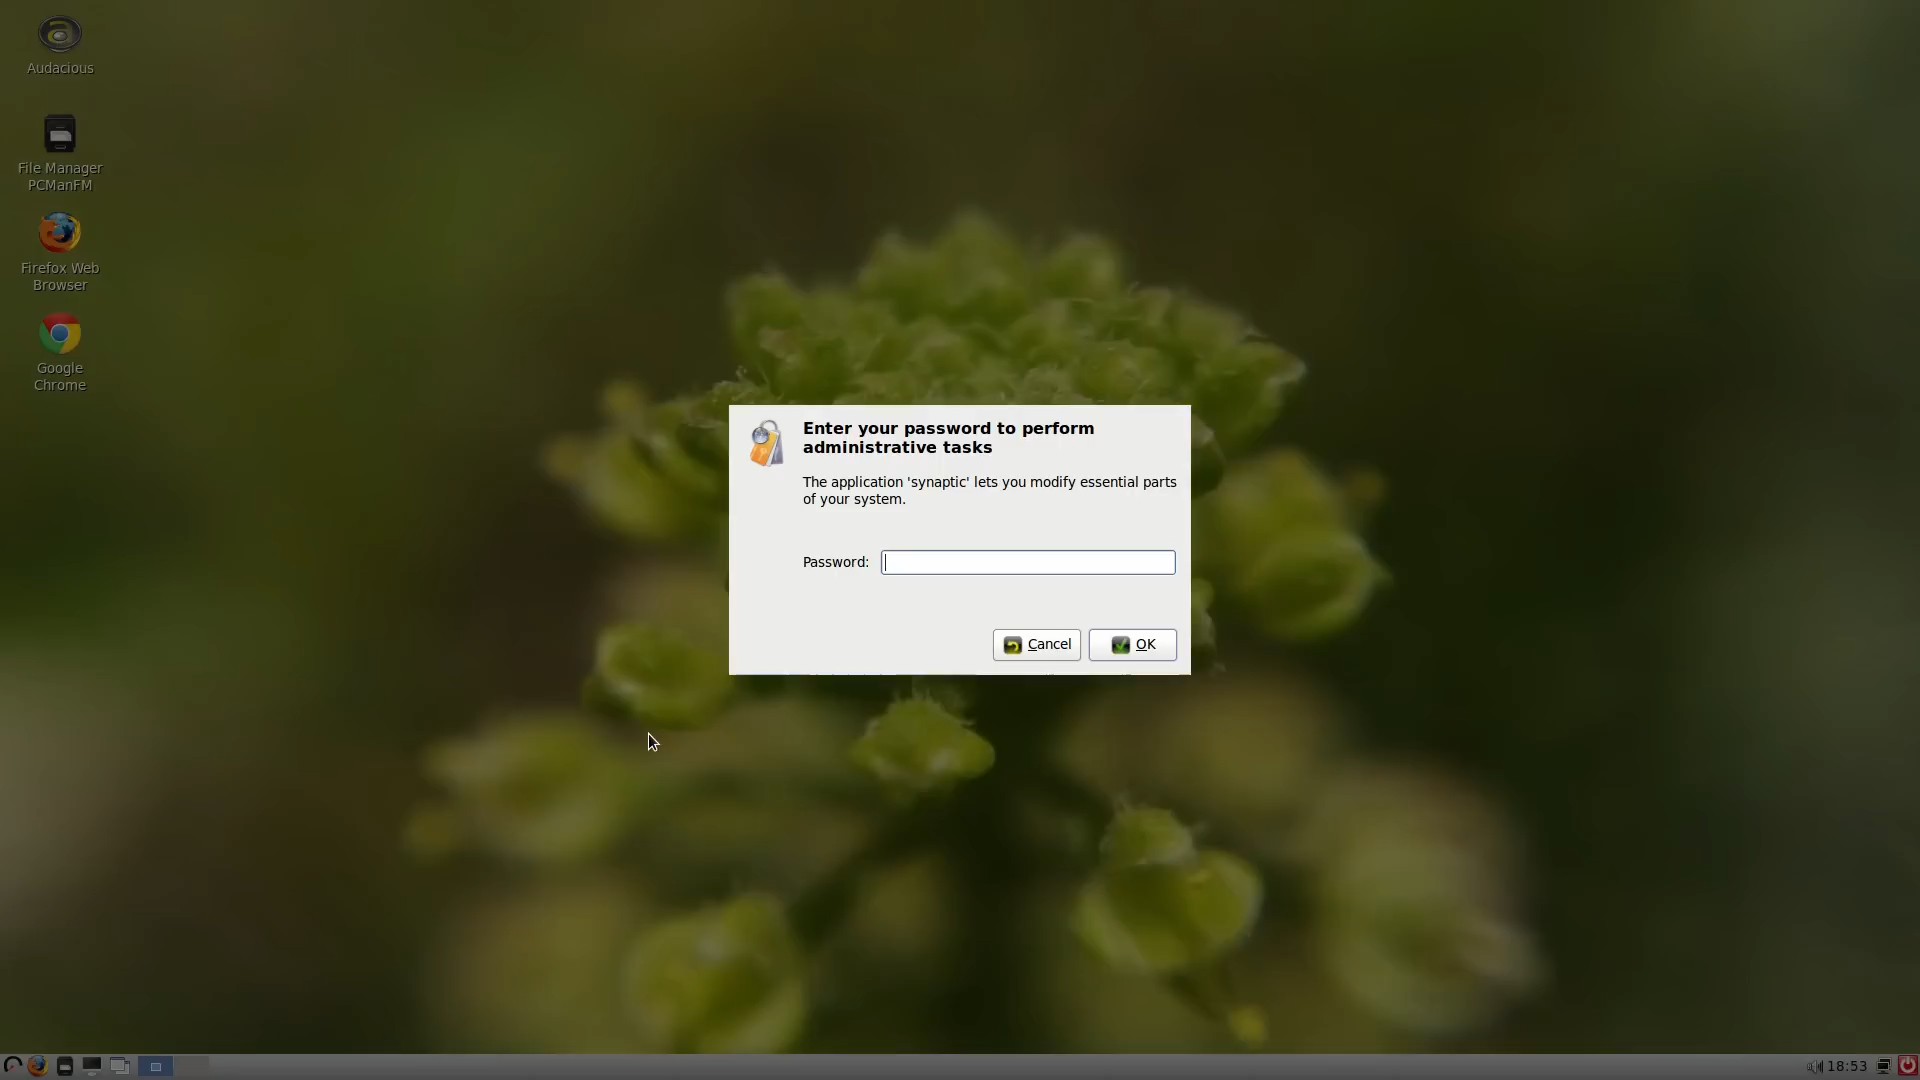 Audacious
File Manager
PCManFM
Firefox Web
Browser
Google
Chrome
Enter your password to perform
administrative tasks
The application 'synaptic' lets you modify essential parts
of your system.
Password:
Cancel
OK
18:53